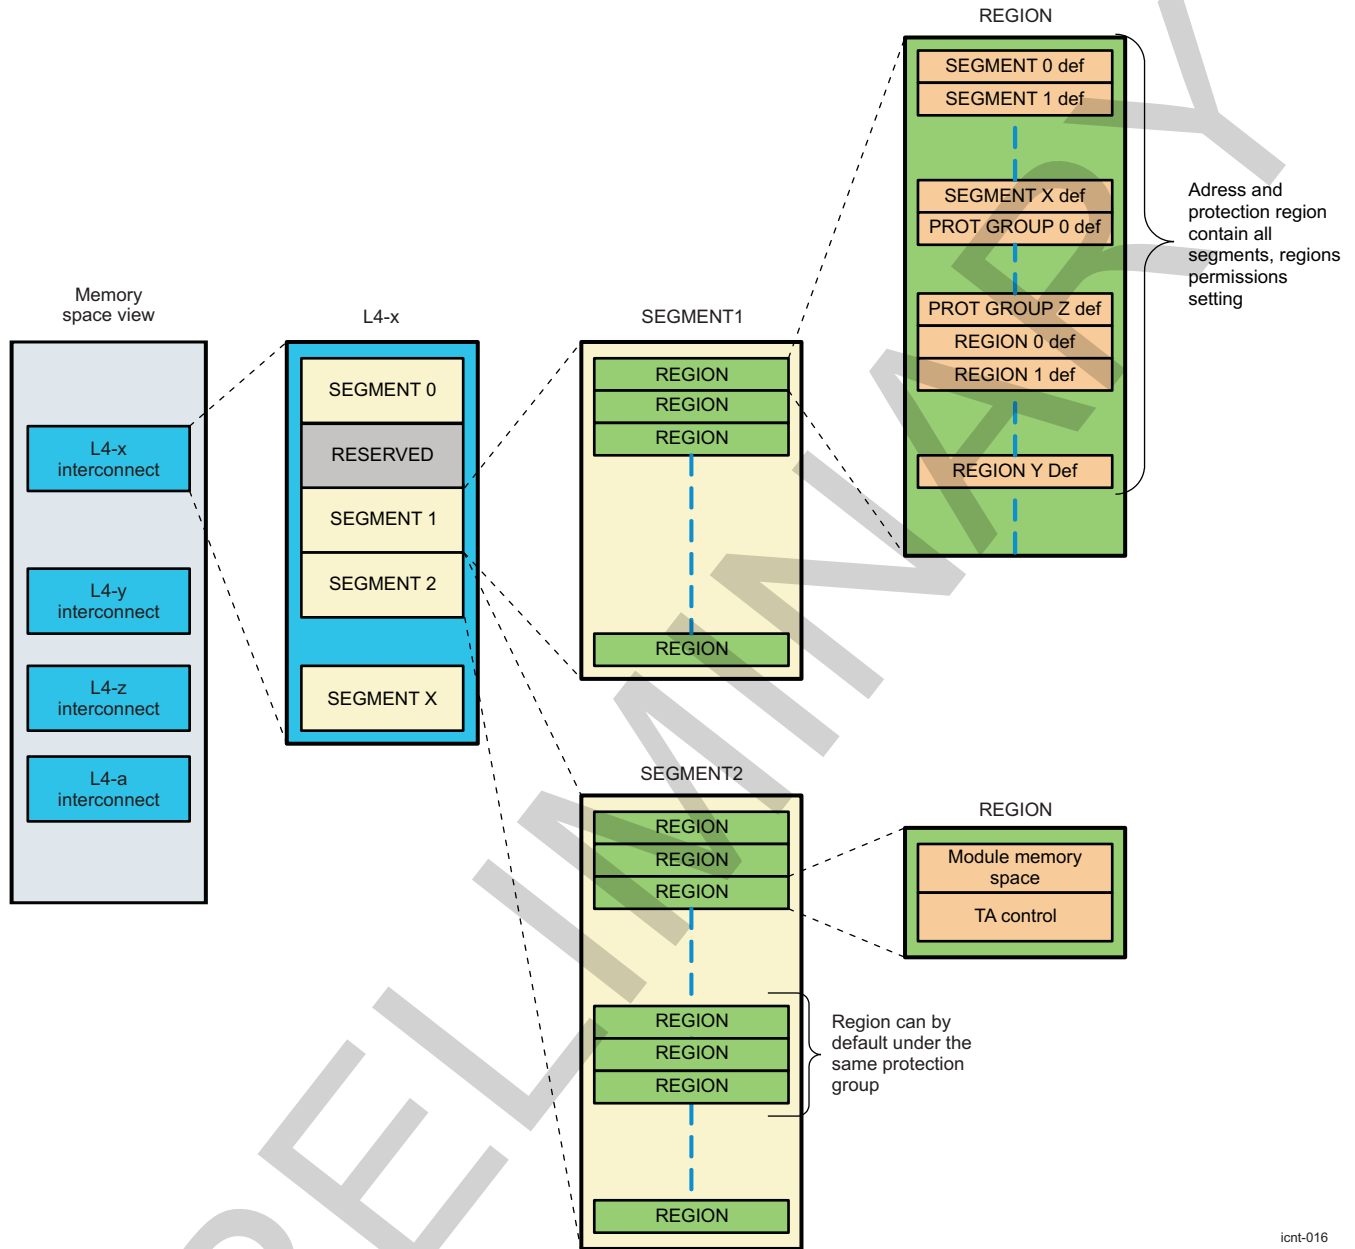 REGION
SEGMENT 0 def
SEGMENT 1 def
SEGMENT X def
PROT GROUP 0 def
PROT GROUP Z def
REGION 0 def
REGION 1 def
REGION Y Def
Adress and
protection region
contain all
segments, regions
permissions
setting
Memory
space view
L4-x
interconnect
L4-y
interconnect
L4-z
interconnect
L4-a
interconnect
L4-x
SEGMENT 0
RESERVED
SEGMENT 1
SEGMENT 2
SEGMENT X
SEGMENT1
REGION
REGION
REGION
REGION
SEGMENT2
REGION
REGION
REGION
REGION
REGION
REGION
REGION
Region can by
default under the
same protection
group
REGION
Module memory
space
TA control
PRELIMINARY
icnt-016